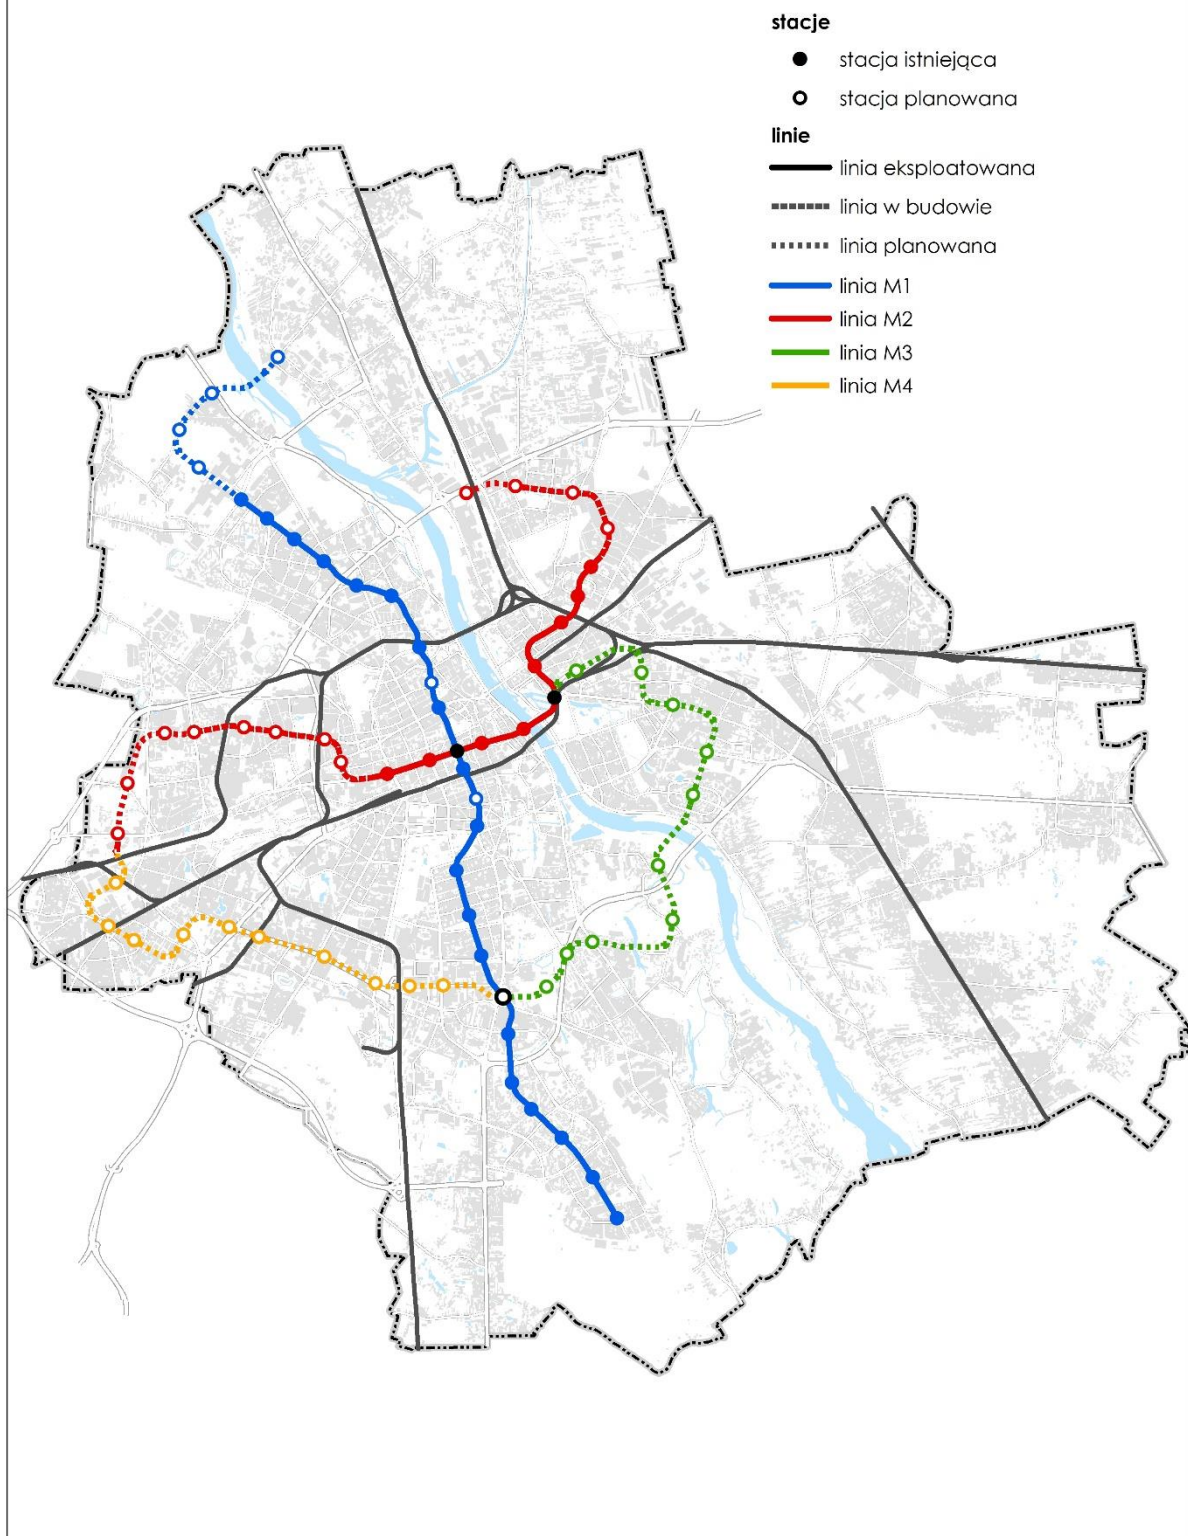 stacje
stacja istniejąca
stacja planowana
linie
linia eksploatowana
linia w budowie
linia planowana
linia M1
linia M2
linia M3
linia M4